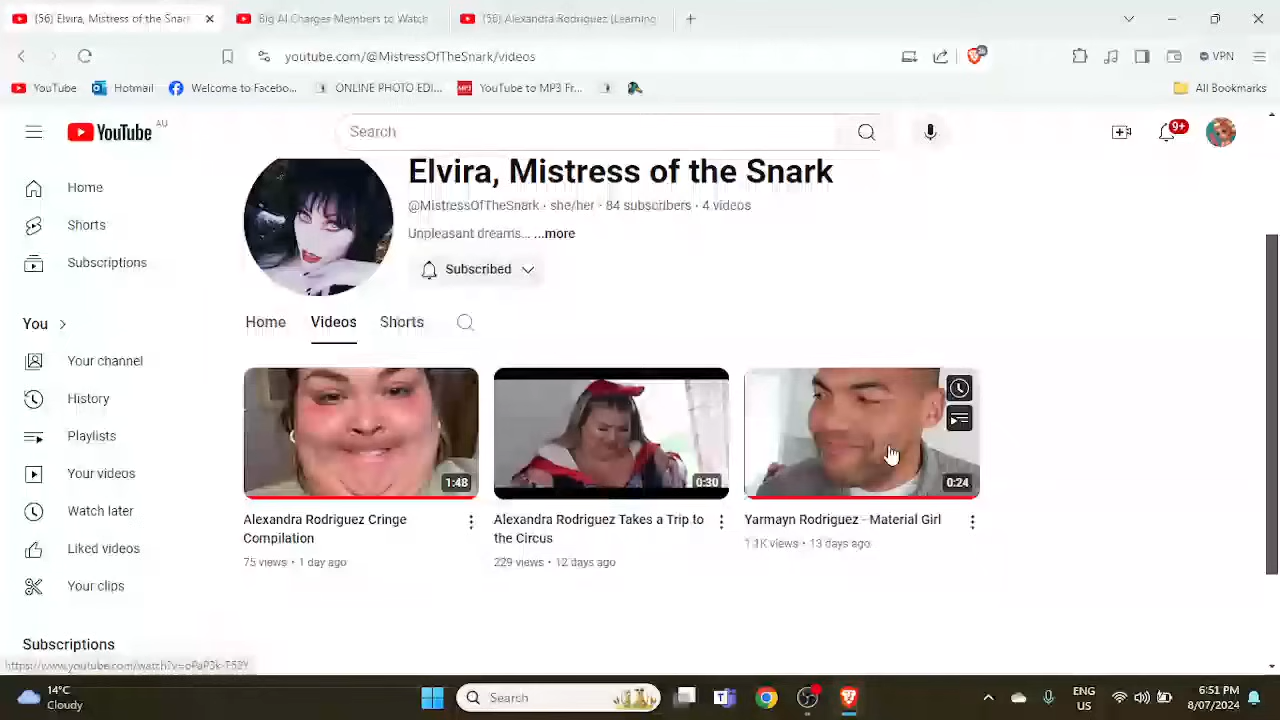 (56) Elvira, Mistress of the Snark
Big AI Charges Members to Watch
(56) Alexandra Rodriguez (Learning
youtube.com/@MistressOfTheSnark/videos
VPN
YouTube
Hotmail
Welcome to Facebo...
ONLINE PHOTO EDI...
MP3
YouTube to MP3 Fr...
All Bookmarks
YouTube AU
Search
9+
Home
Shorts
Subscriptions
You
Your channel
History
Playlists
Your videos
Watch later
Liked videos
Your clips
Subscriptions
Elvira, Mistress of the Snark
@MistressOfTheSnark · she/her · 84 subscribers · 4 videos
Unpleasant dreams... ...more
Subscribed
Home Videos Shorts
1:48
0:30
0:24
Alexandra Rodriguez Cringe
Compilation
75 views · 1 day ago
Alexandra Rodriguez Takes a Trip to
the Circus
229 views · 12 days ago
Yarmayn Rodriguez - Material Girl
1.1K views · 13 days ago
14°C
Cloudy
Search
ENG
US
6:51 PM
8/07/2024